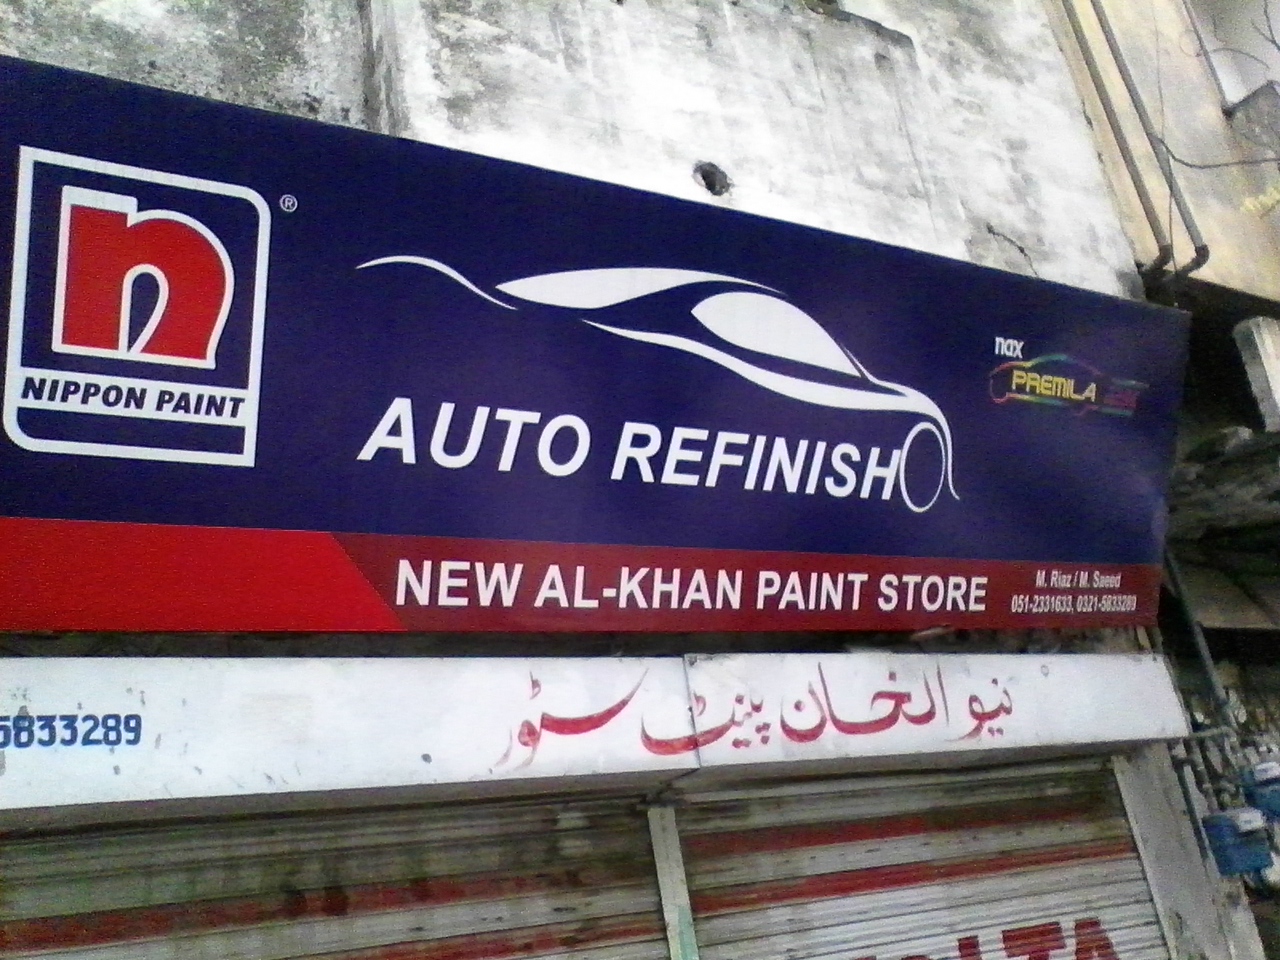 n ®
NIPPON PAINT
AUTO REFINISH
nax
PREMILA
NEW AL-KHAN PAINT STORE
M. Riaz / M. Saeed
051-2331633, 0321-5833289
5833289
نیو الخان پینٹ سٹور